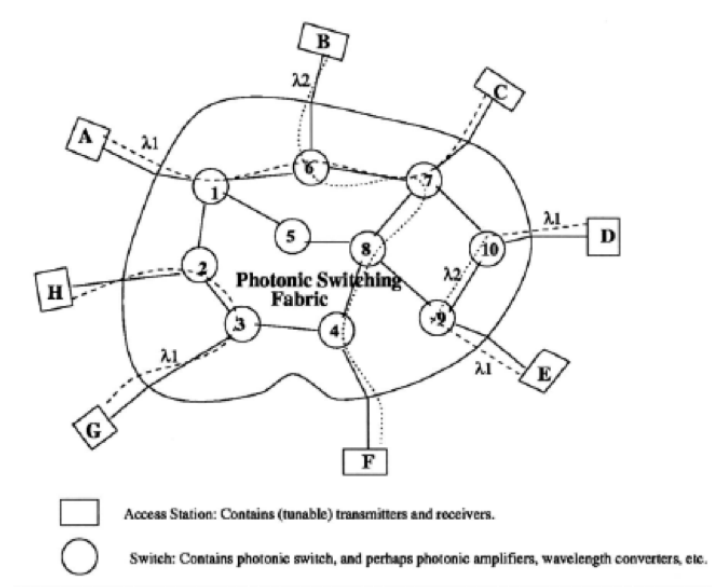 B
λ2
C
A
λ1
6
7
1
λ1
D
5
8
10
2
Photonic Switching
λ2
H
Fabric
3
4
9
λ1
λ1
E
G
F
Access Station: Contains (tunable) transmitters and receivers.
Switch: Contains photonic switch, and perhaps photonic amplifiers, wavelength converters, etc.